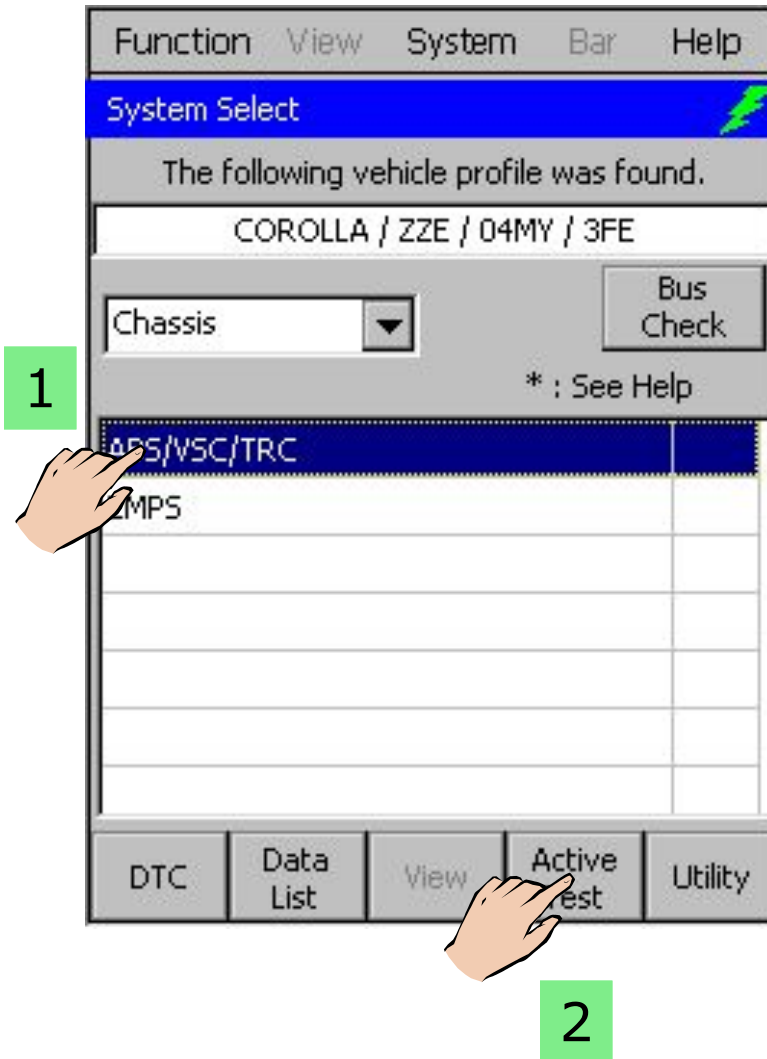 Function View System Bar Help
System Select
The following vehicle profile was found.
COROLLA / ZZE / 04MY / 3FE
Bus
Chassis
Check
1
* : See Help
ABS/VSC/TRC
EMPS
DTC
Data
List
View
Active
Test
Utility
2